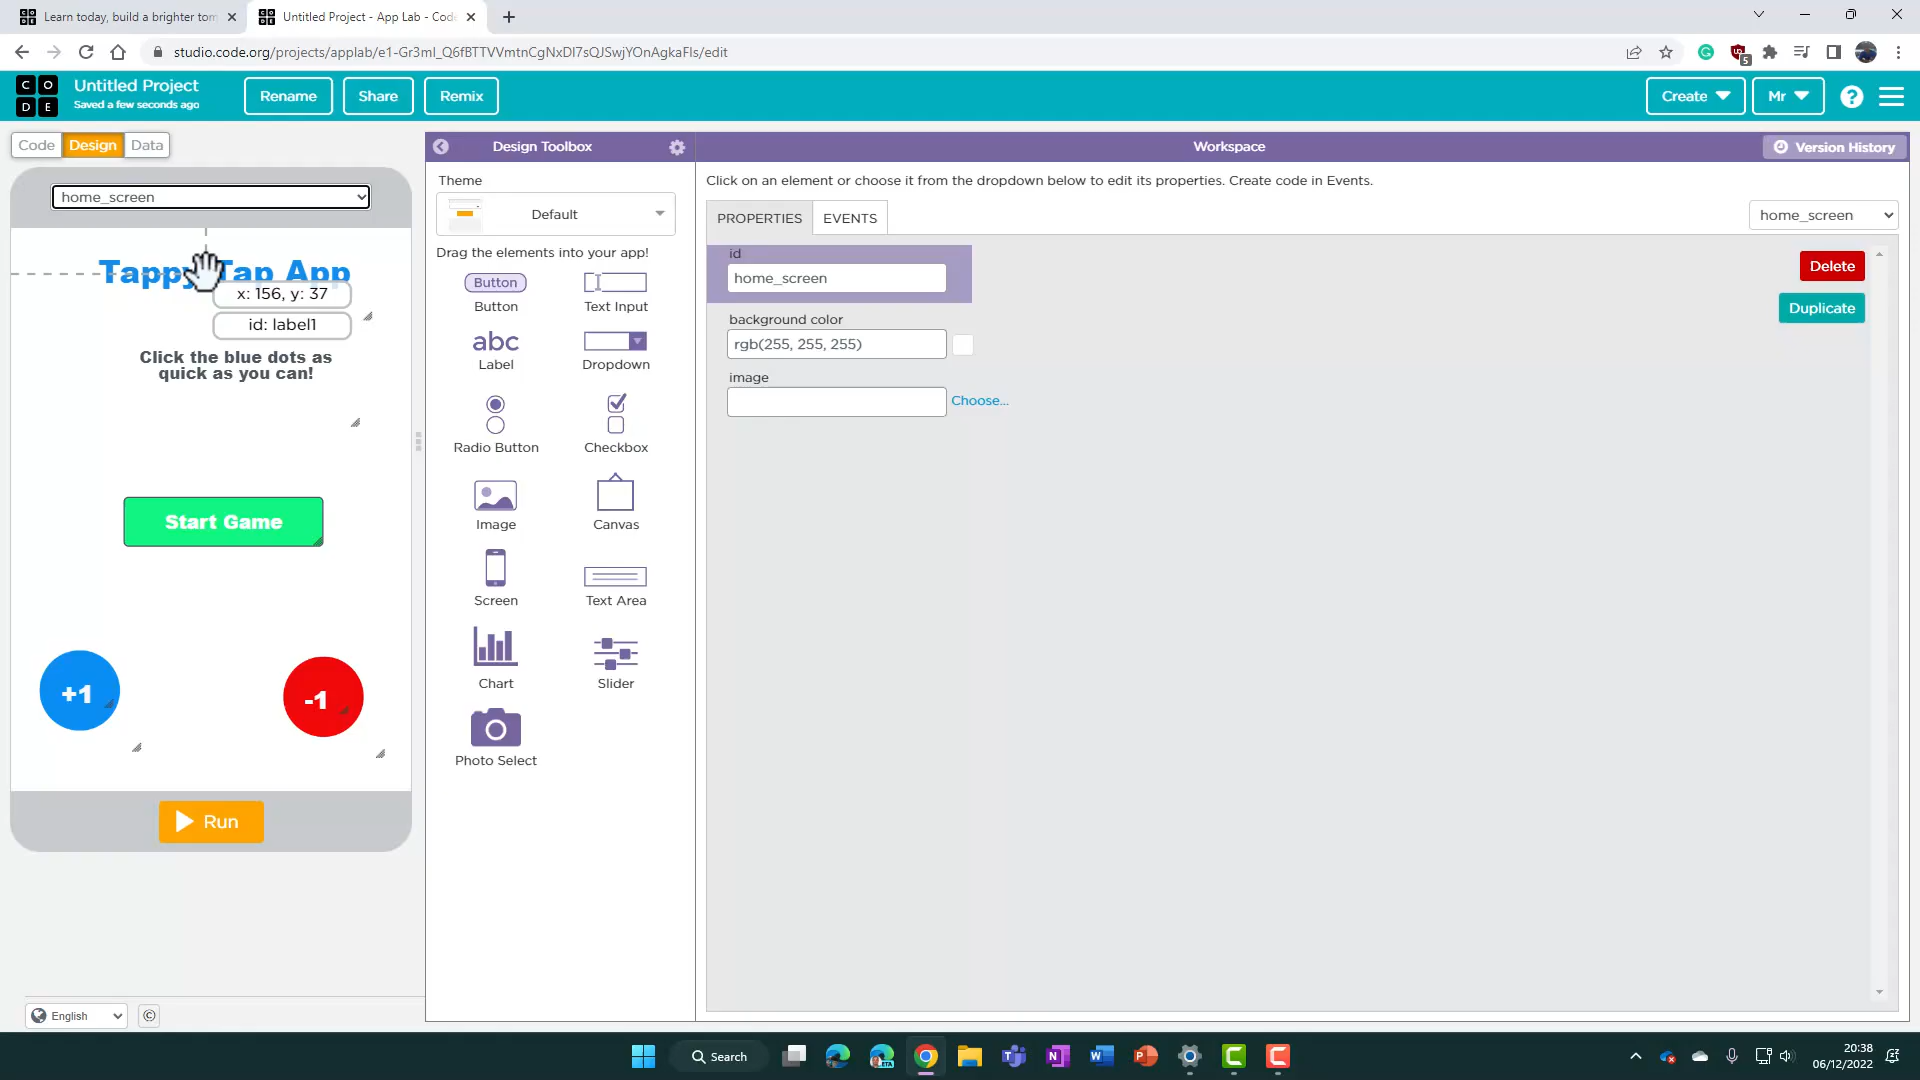 Learn today, build a brighter tom
Untitled Project - App Lab - Code
studio.code.org/projects/applab/e1-Gr3ml_Q6fBTTVVmtnCgNxDI7sQJSwjYOnAgkaFIs/edit
5
C O
D E
Untitled Project
Saved a few seconds ago
Rename
Share
Remix
Create
Mr
?
Code
Design
Data
Design Toolbox
Workspace
Version History
home_screen
Theme
Default
Click on an element or choose it from the dropdown below to edit its properties. Create code in Events.
PROPERTIES
EVENTS
home_screen
Drag the elements into your app!
id
home_screen
Delete
Duplicate
background color
rgb(255, 255, 255)
image
Choose...
Tappy Tap App
x: 156, y: 37
id: label1
Click the blue dots as
quick as you can!
Start Game
+1
-1
Run
Button
Button
Text Input
abc
Label
Dropdown
Radio Button
Checkbox
Image
Canvas
Screen
Text Area
Chart
Slider
Photo Select
English
©
Search
20:38
06/12/2022